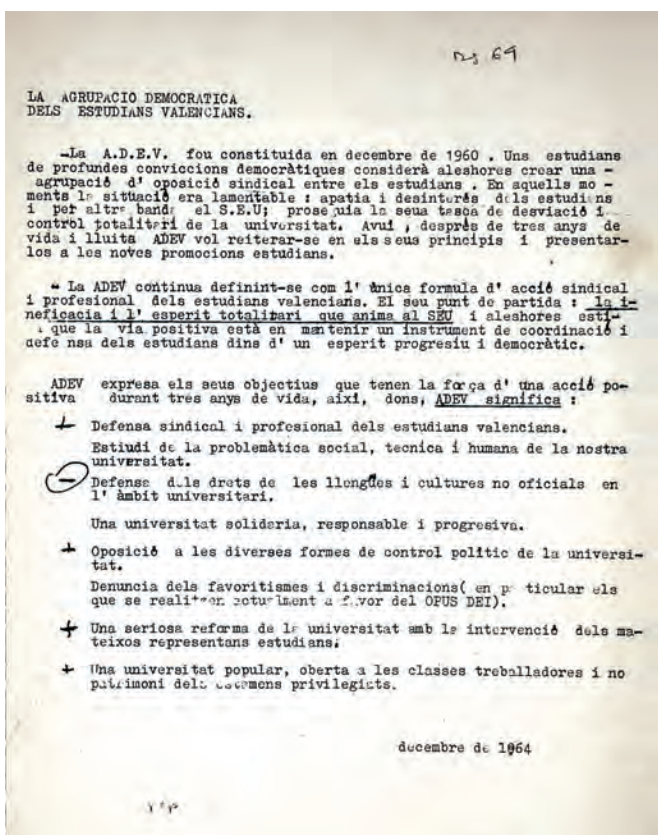 69
LA AGRUPACIO DEMOCRATICA
DELS ESTUDIANS VALENCIANS.
-La A.D.E.V. fou constituida en decembre de 1960 . Uns estudians
de profundes conviccions democràtiques considerà aleshores crear una -
agrupació d' oposició sindical entre els estudians . En aquells mo -
ments la situació era lamentable : apatia i desinterés dels estudians
i per altra banda el S.E.U; proseguia la seua tasca de desviació i
contról totalitari de la universitat. Avui , després de tres anys de
vida i lluita ADEV vol reiterar-se en els seus principis i presentar-
los a les noves promocions estudians.
- La ADEV continua definint-se com l' única formula d' acció sindical
i profesional dels estudians valencians. El seu punt de partida : la i-
neficacia i l' esperit totalitari que anima al SEU i aleshores esti-
que la via positiva està en mantenir un instrument de coordinació i
defe nsa dels estudians dins d' un esperit progresiu i democràtic.
ADEV expresa els seus objectius que tenen la força d' una acció po-
sitiva durant tres anys de vida, aixi, dons, ADEV significa :
+ Defensa sindical i profesional dels estudians valencians.
Estiudi de la problemàtica social, tecnica i humana de la nostra
universitat.
- Defensa dels drets de les llengües i cultures no oficials en
l' àmbit universitari.
Una universitat solidaria, responsable i progresiva.
+ Oposició a les diverses formes de control politic de la universi-
tat.
Denuncia dels favoritismes i discriminacions( en particular els
que se realitzen actualment a favor del OPUS DEI).
+ Una seriosa reforma de la universitat amb la intervenció dels ma-
teixos representans estudians.
+ Una universitat popular, oberta a les classes treballadores i no
patrimoni dels estamens privilegiats.
decembre de 1964